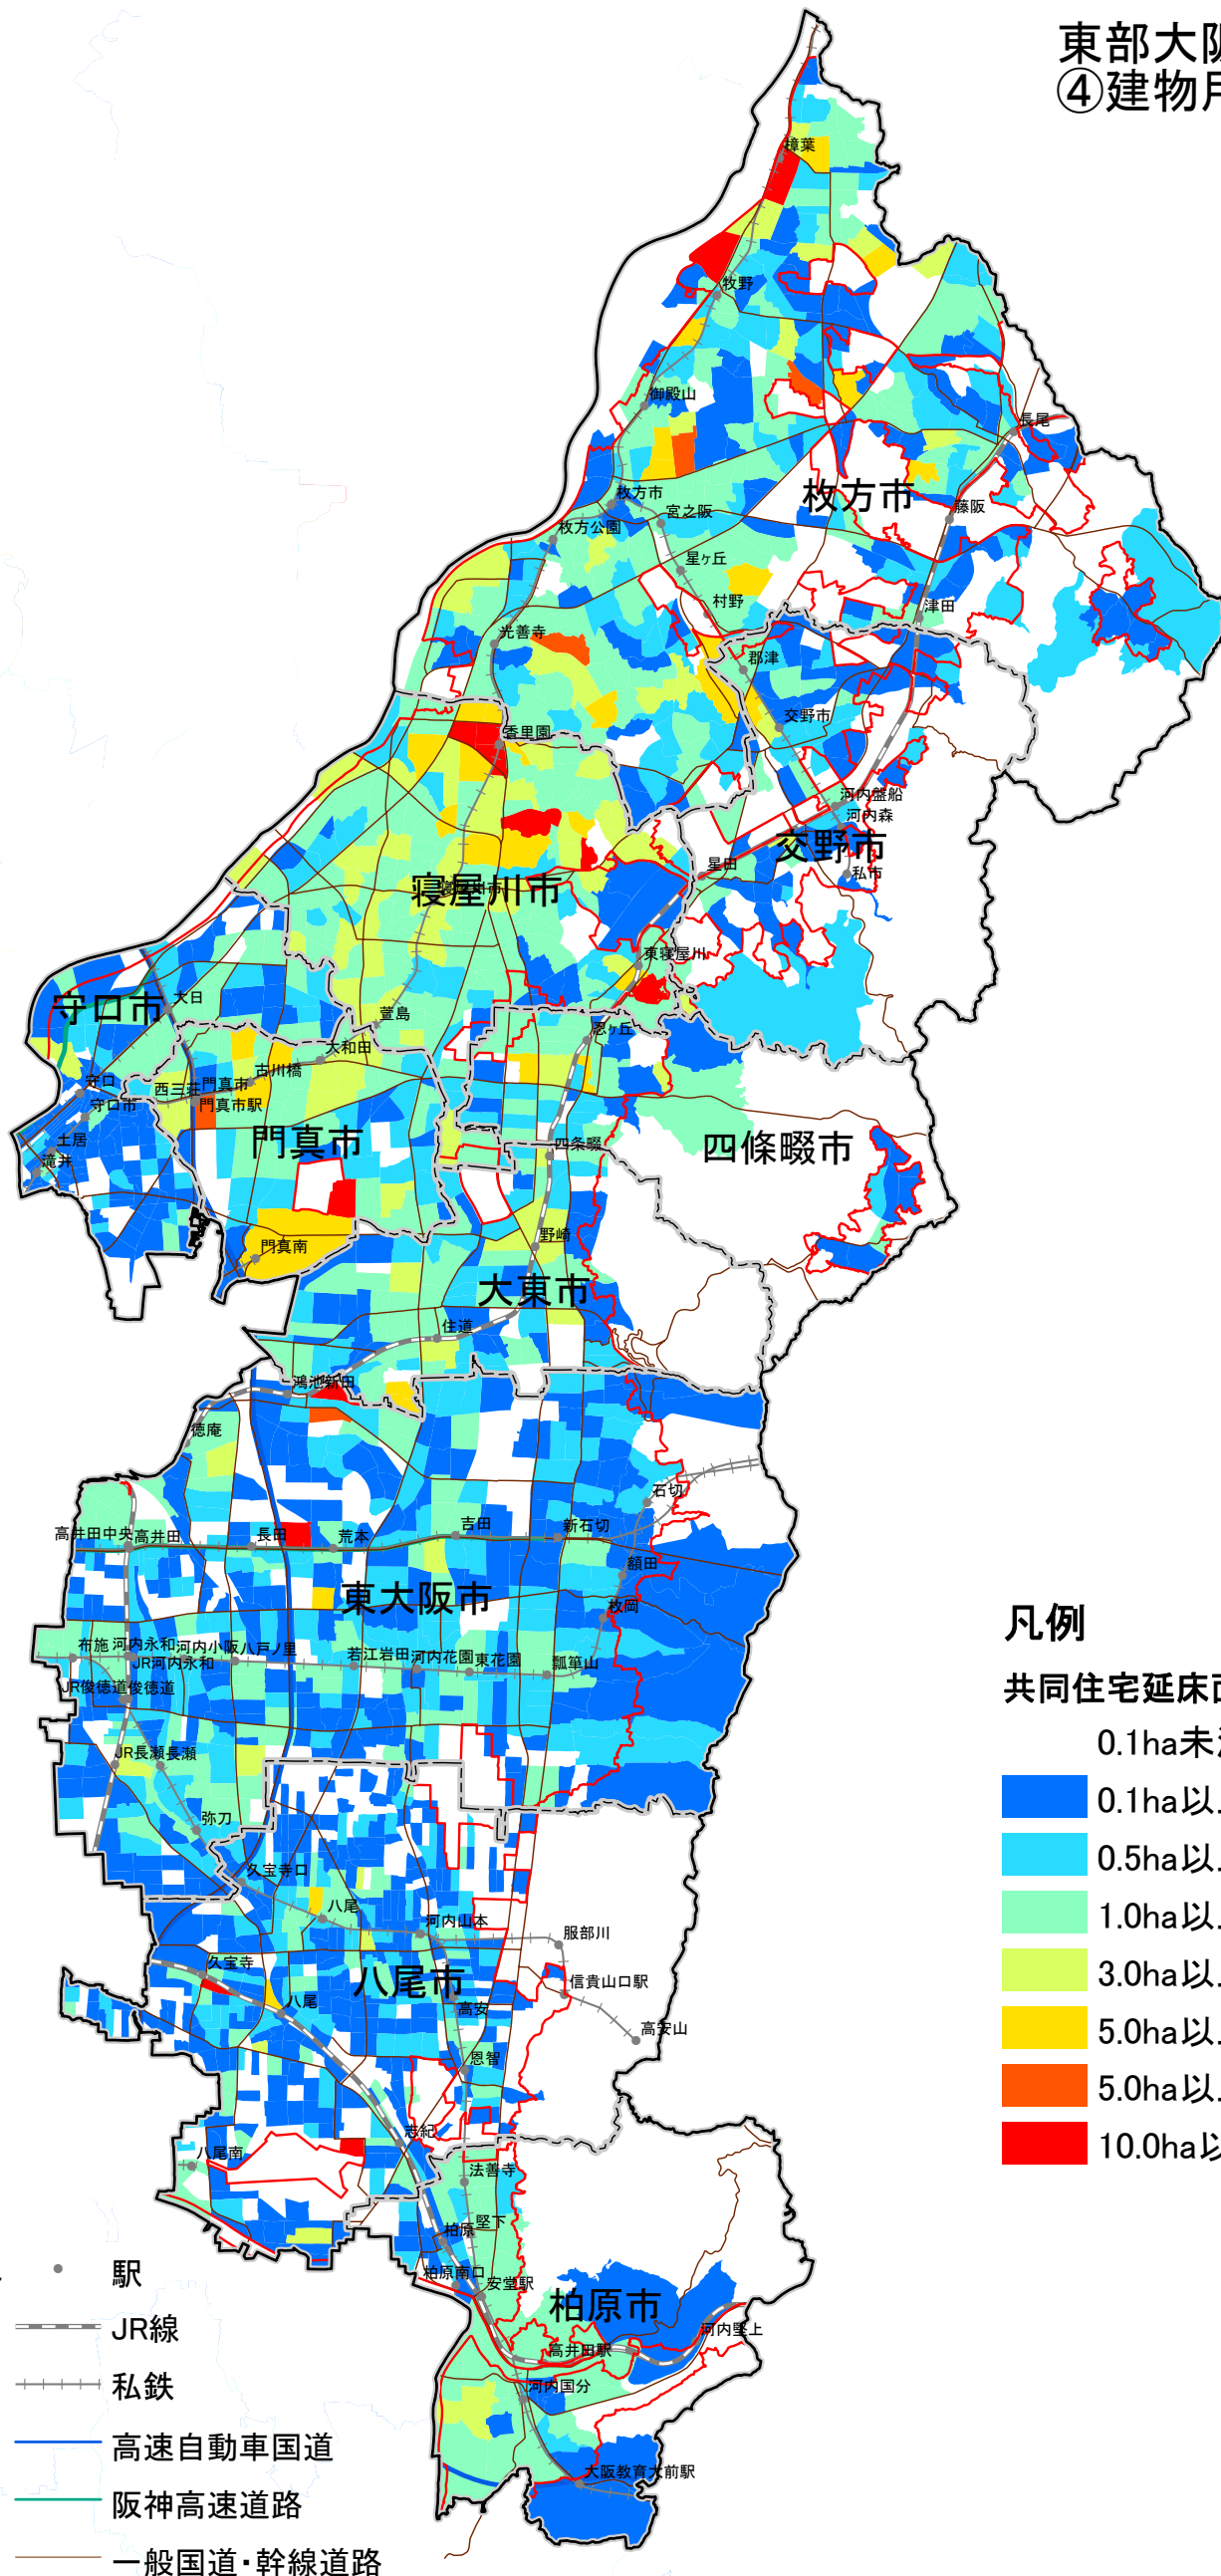 東部大阪
④建物用
樟葉
牧野
御殿山
長尾
枚方市
枚方市
藤阪
宮之阪
枚方公園
星ヶ丘
村野
津田
光善寺
郡津
交野市
香里園
河内磐船
河内森
交野市
星田
私市
寝屋川市
東寝屋川
守口市
大日
萱島
忍ヶ丘
大和田
古川橋
門真市
西三荘
守口
門真市駅
守口市
土居
門真市
滝井
四条畷
四條畷市
門真南
野崎
大東市
住道
鴻池新田
徳庵
石切
高井田中央
高井田
長田
荒本
吉田
新石切
額田
東大阪市
枚岡
布施
河内永和
河内小阪
八戸ノ里
JR河内永和
若江岩田
河内花園
東花園
瓢箪山
JR俊徳道
俊徳道
JR長瀬
長瀬
弥刀
久宝寺口
八尾
河内山本
服部川
久宝寺
八尾市
信貴山口駅
八尾
高安
高安山
恩智
志紀
八尾南
法善寺
堅下
柏原
柏原南口
安堂駅
柏原市
河内堅上
高井田駅
河内国分
大阪教育大前駅
凡例
共同住宅延床面
0.1ha未満
0.1ha以上
0.5ha以上
1.0ha以上
3.0ha以上
5.0ha以上
5.0ha以上
10.0ha以
駅
JR線
私鉄
高速自動車国道
阪神高速道路
一般国道・幹線道路